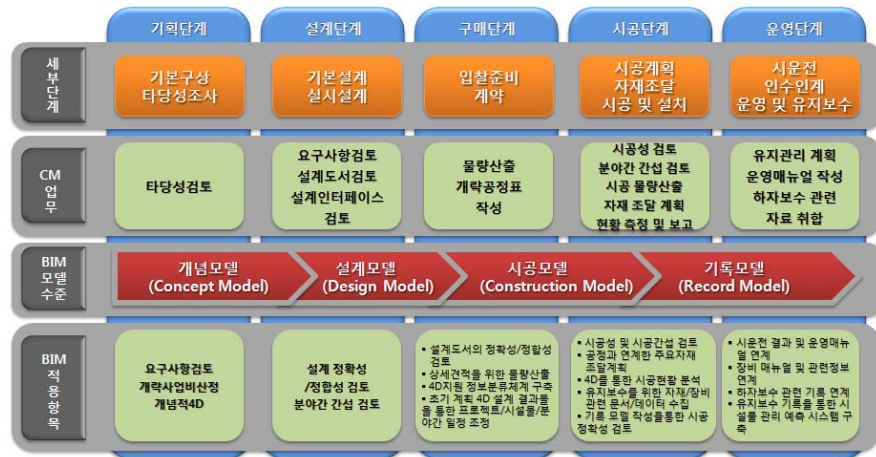 기획단계
설계단계
구매단계
시공단계
운영단계
세부단계
기본구상
타당성조사
기본설계
실시설계
입찰준비
계약
시공계획
자재조달
시공 및 설치
시운전
인수인계
운영 및 유지보수
CM
업무
타당성검토
요구사항검토
설계도서검토
설계인터페이스
검토
물량산출
개략공정표
작성
시공성 검토
분야간 간섭 검토
시공 물량산출
자재 조달 계획
현황 측정 및 보고
유지관리 계획
운영매뉴얼 작성
하자보수 관련
자료 취합
BIM
모델
수준
개념모델
(Concept Model)
설계모델
(Design Model)
시공모델
(Construction Model)
기록모델
(Record Model)
BIM
적용항목
요구사항검토
개략사업비산정
개념적4D
설계 정확성
/정합성 검토
분야간 간섭 검토
▪ 설계도서의 정확성/정합성
검토
▪ 상세견적을 위한 물량산출
▪ 4D지원 정보분류체계 구축
▪ 초기 계획 4D 설계 결과물
을 통한 프로젝트/시설물/분
야간 일정 조정
▪ 시공성 및 시공간섭 검토
▪ 공정과 연계한 주요자재
조달계획
▪ 4D를 통한 시공현황 분석
▪ 유지보수를 위한 자재/장비
관련 문서/데이터 수집
▪ 기록 모델 작성을통한 시공
정확성 검토
▪ 시운전 결과 및 운영매뉴
얼 연계
▪ 장비 매뉴얼 및 관련정보
연계
▪ 하자보수 관련 기록 연계
▪ 유지보수 기록을 통한 시
설물 관리 예측 시스템 구
축